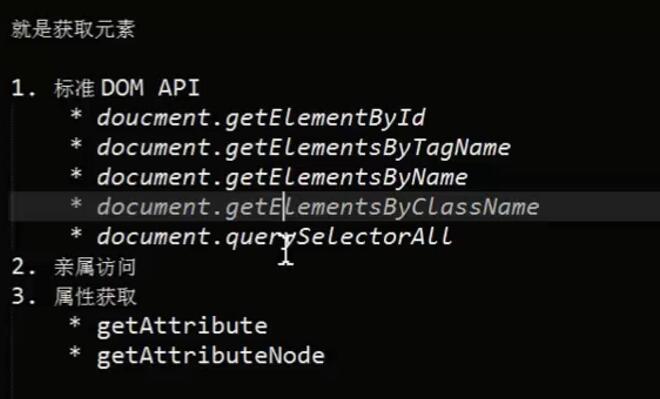 就是获取元素
1. 标准 DOM API
* doucment.getElementById
* document.getElementsByTagName
* document.getElementsByName
* document.getElementsByClassName
* document.querySelectorAll
2. 亲属访问
3. 属性获取
* getAttribute
* getAttributeNode